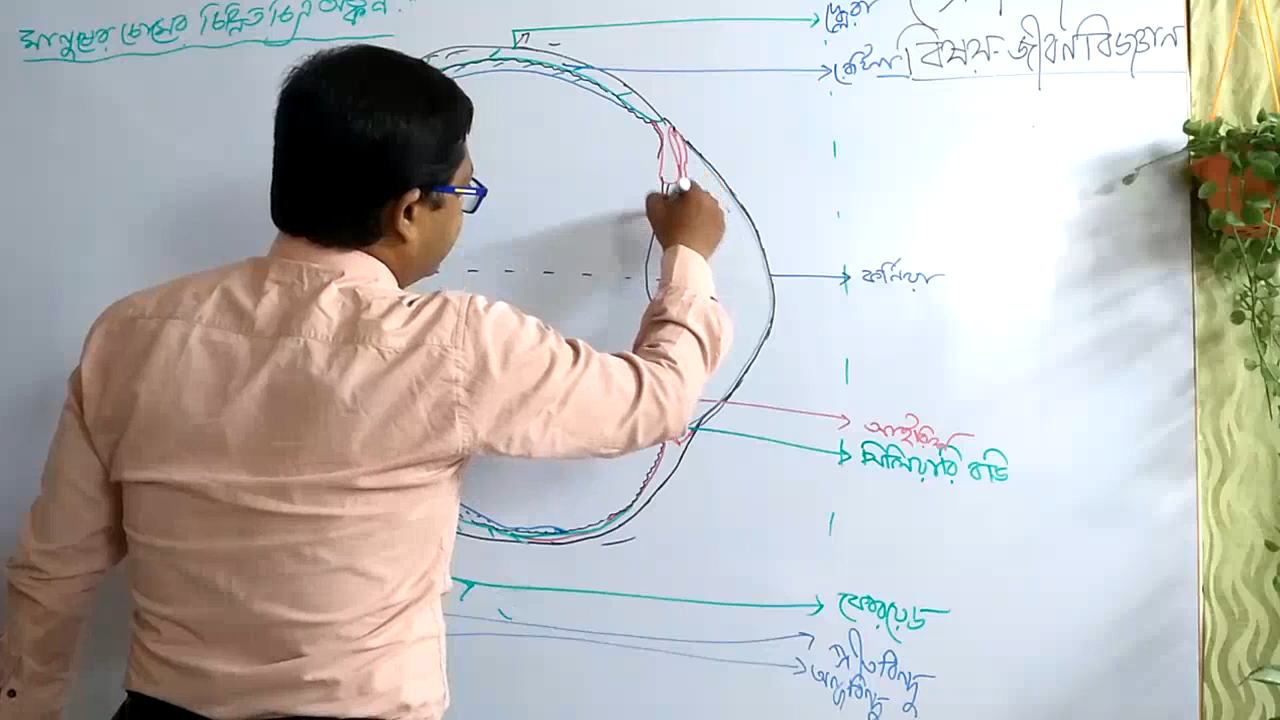 মানুষের চোখের চিহ্নিত চিত্র অঙ্কন :
স্ক্লেরা
রেটিনা
বিষয়- জীবনবিজ্ঞান
কর্নিয়া
আইরিশ
সিলিয়ারি বডি
কোরয়েড
পীতবিন্দু
অন্ধবিন্দু